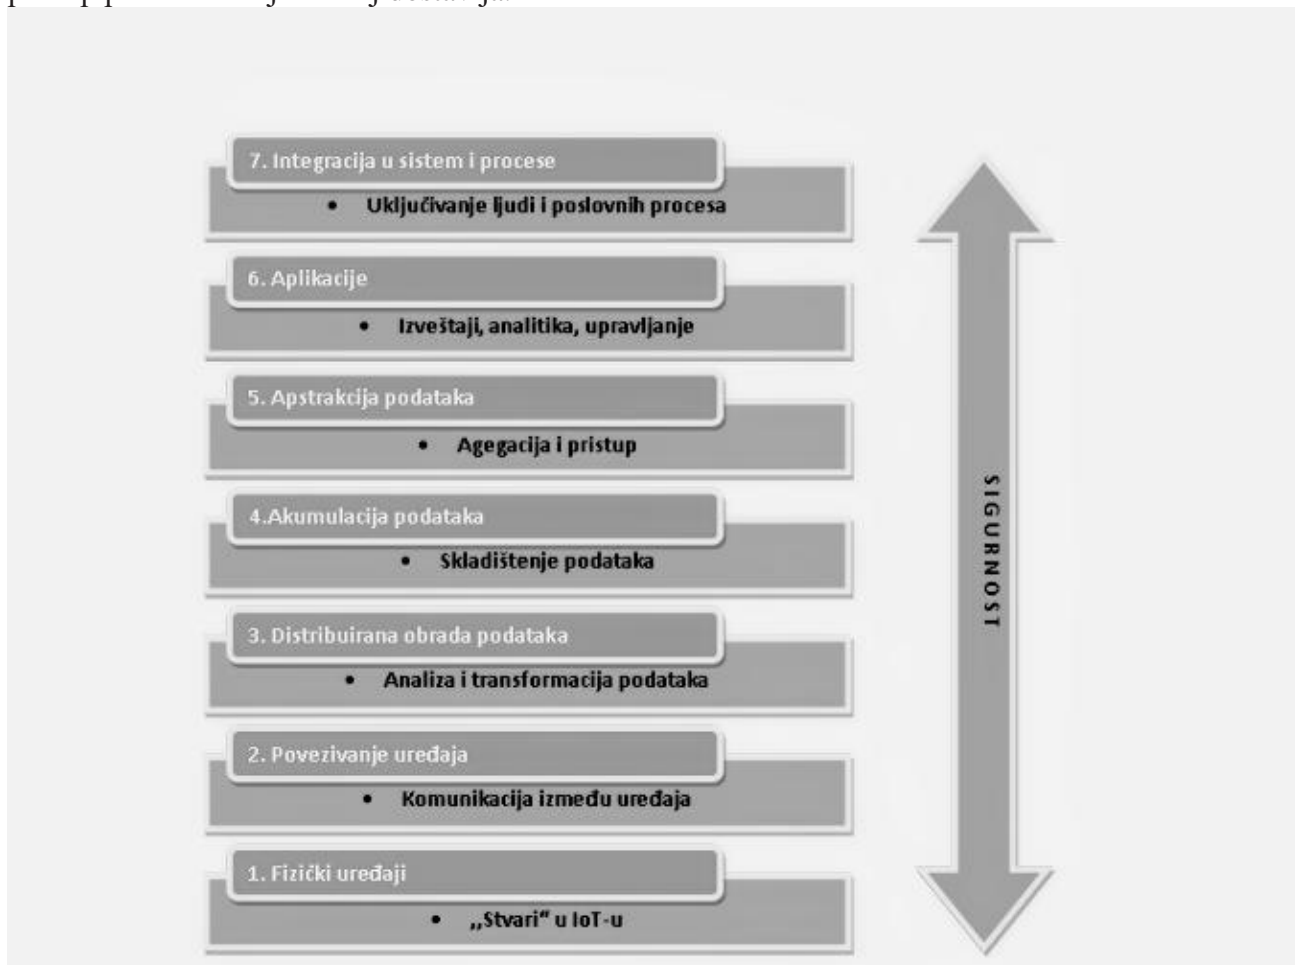 7. Integracija u sistem i procese
• Uključivanje ljudi i poslovnih procesa
6. Aplikacije
• Izveštaji, analitika, upravljanje
5. Apstrakcija podataka
• Agegacija i pristup
4.Akumulacija podataka
• Skladištenje podataka
3. Distribuirana obrada podataka
• Analiza i transformacija podataka
2. Povezivanje uređaja
• Komunikacija između uređaja
1. Fizički uređaji
• ,,Stvari“ u IoT-u
SIGURNOST